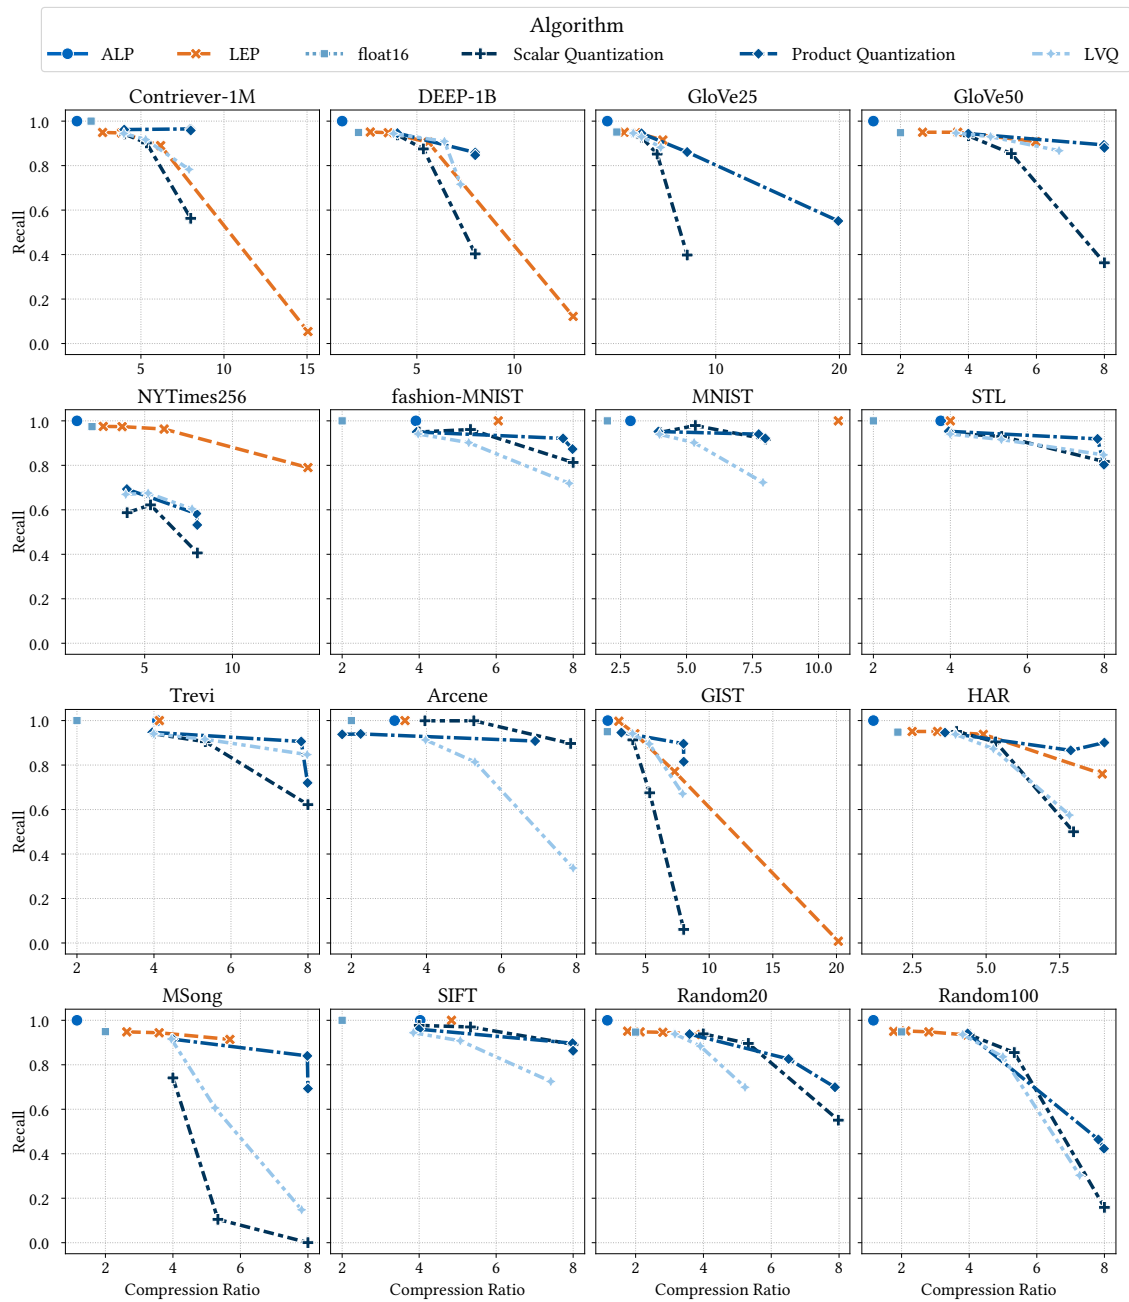 Algorithm
ALP LEP float16 Scalar Quantization Product Quantization LVQ
Contriever-1M DEEP-1B GloVe25 GloVe50
1.0
0.8
0.6
0.4
0.2
0.0
Recall
5 10 15 5 10 10 20 2 4 6 8
NYTimes256 fashion-MNIST MNIST STL
1.0
0.8
0.6
0.4
0.2
0.0
Recall
5 10 2 4 6 8 2.5 5.0 7.5 10.0 2 4 6 8
Trevi Arcene GIST HAR
1.0
0.8
0.6
0.4
0.2
0.0
Recall
2 4 6 8 2 4 6 8 5 10 15 20 2.5 5.0 7.5
MSong SIFT Random20 Random100
1.0
0.8
0.6
0.4
0.2
0.0
Recall
2 4 6 8 2 4 6 8 2 4 6 8 2 4 6 8
Compression Ratio Compression Ratio Compression Ratio Compression Ratio